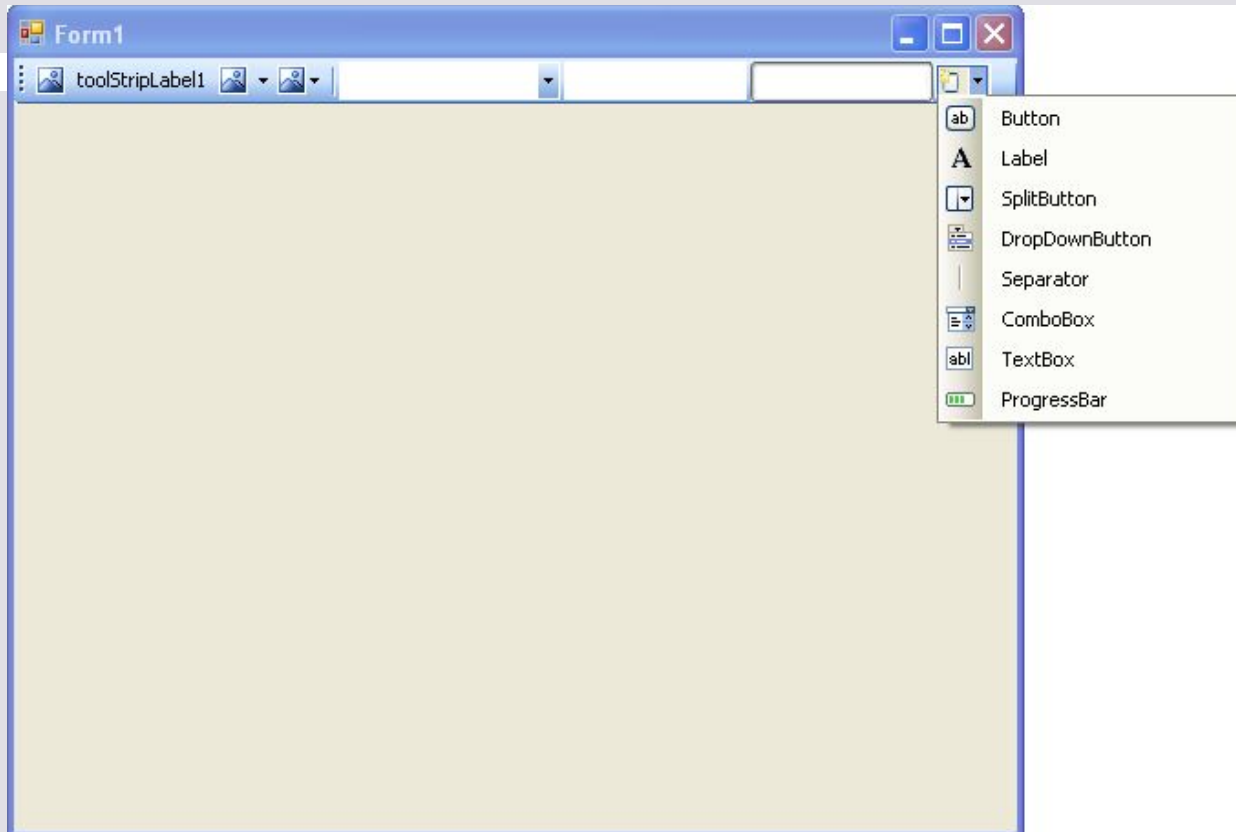 Form1
toolStripLabel1
ab Button
A Label
SplitButton
DropDownButton
Separator
ComboBox
abl TextBox
ProgressBar